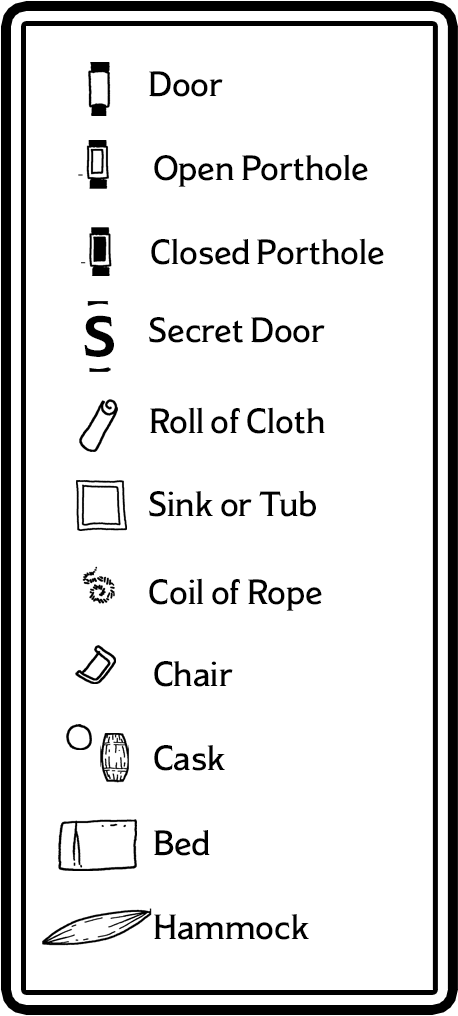 Door
Open Porthole
Closed Porthole
S Secret Door
Roll of Cloth
Sink or Tub
Coil of Rope
Chair
Cask
Bed
Hammock